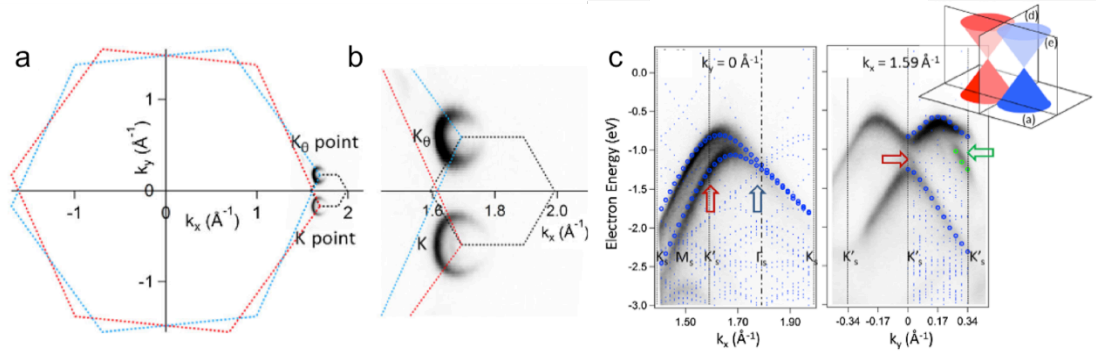 a
1
k_y (Å⁻¹)
K_θ point
0
-1
1
2
k_x (Å⁻¹)
K point
-1
b
K_θ
1.6
1.8
2.0
k_x (Å⁻¹)
K
c
Electron Energy (eV)
0.0
-0.5
-1.0
-1.5
-2.0
-2.5
-3.0
k_y = 0 Å⁻¹
K_s
M_s
K'_s
Γ_s
K_s
1.50
1.70
1.90
k_x (Å⁻¹)
k_x = 1.59 Å⁻¹
K'_s
K'_s
K'_s
-0.34
-0.17
0
0.17
0.34
k_y (Å⁻¹)
(d)
(e)
(a)